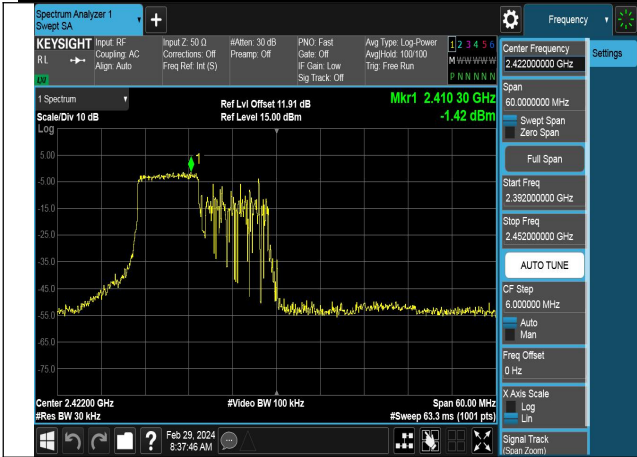 Spectrum Analyzer 1
Swept SA
+
Frequency
KEYSIGHT
R L
Input: RF
Coupling: AC
Align: Auto
Input Z: 50 Ω
Corrections: Off
Freq Ref: Int (S)
#Atten: 30 dB
Preamp: Off
PNO: Fast
Gate: Off
IF Gain: Low
Sig Track: Off
Avg Type: Log-Power
Avg|Hold: 100/100
Trig: Free Run
1 2 3 4 5 6
M W W W W W
P N N N N N
1 Spectrum
Scale/Div 10 dB
Log
Ref Lvl Offset 11.91 dB
Ref Level 15.00 dBm
Mkr1 2.410 30 GHz
-1.42 dBm
1
5.00
-5.00
-15.0
-25.0
-35.0
-45.0
-55.0
-65.0
-75.0
Center 2.42200 GHz
#Res BW 30 kHz
#Video BW 100 kHz
Span 60.00 MHz
#Sweep 63.3 ms (1001 pts)
Center Frequency
2.422000000 GHz
Settings
Span
60.0000000 MHz
Swept Span
Zero Span
Full Span
Start Freq
2.392000000 GHz
Stop Freq
2.452000000 GHz
AUTO TUNE
CF Step
6.000000 MHz
Auto
Man
Freq Offset
0 Hz
X Axis Scale
Log
Lin
Signal Track
(Span Zoom)
?
Feb 29, 2024
8:37:46 AM